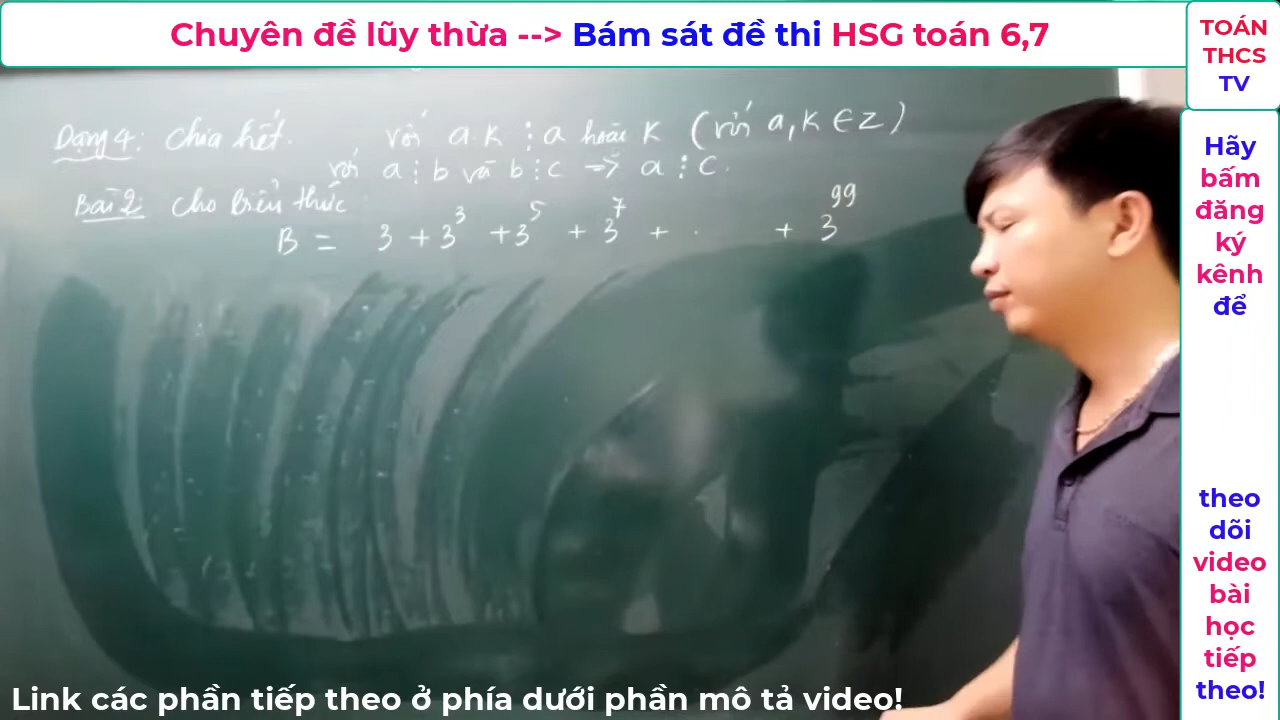 Chuyên đề lũy thừa --> Bám sát đề thi HSG toán 6,7
TOÁN
THCS
TV
Dạng 4: Chia hết. với a.K ⋮ a hoặc K (với a, K ∈ Z)
với a ⋮ b và b ⋮ c => a ⋮ c.
Bài 2: Cho biểu thức
B = 3 + 3³ + 3⁵ + 3⁷ + . + 3⁹⁹
Hãy
bấm
đăng
ký
kênh
để
theo
dõi
video
bài
học
tiếp
theo!
Link các phần tiếp theo ở phía dưới phần mô tả video!